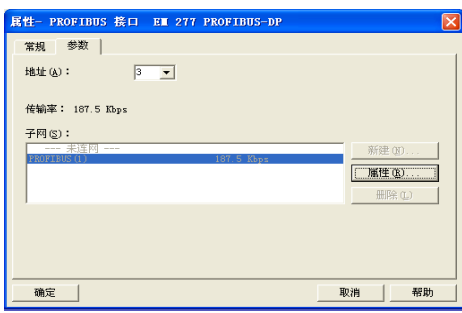 属性- PROFIBUS 接口  EM 277 PROFIBUS-DP
常规 参数
地址(A)： 3
传输率： 187.5 Kbps
子网(S)：
--- 未连网 ---
PROFIBUS(1) 187.5 Kbps
新建(N)...
属性(R)...
删除(L)
确定 取消 帮助